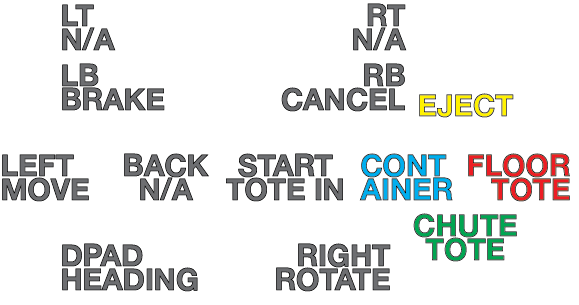 LT
N/A
RT
N/A
LB
BRAKE
RB
CANCEL
EJECT
LEFT
MOVE
BACK
N/A
START
TOTE IN
CONT
AINER
FLOOR
TOTE
CHUTE
TOTE
DPAD
HEADING
RIGHT
ROTATE